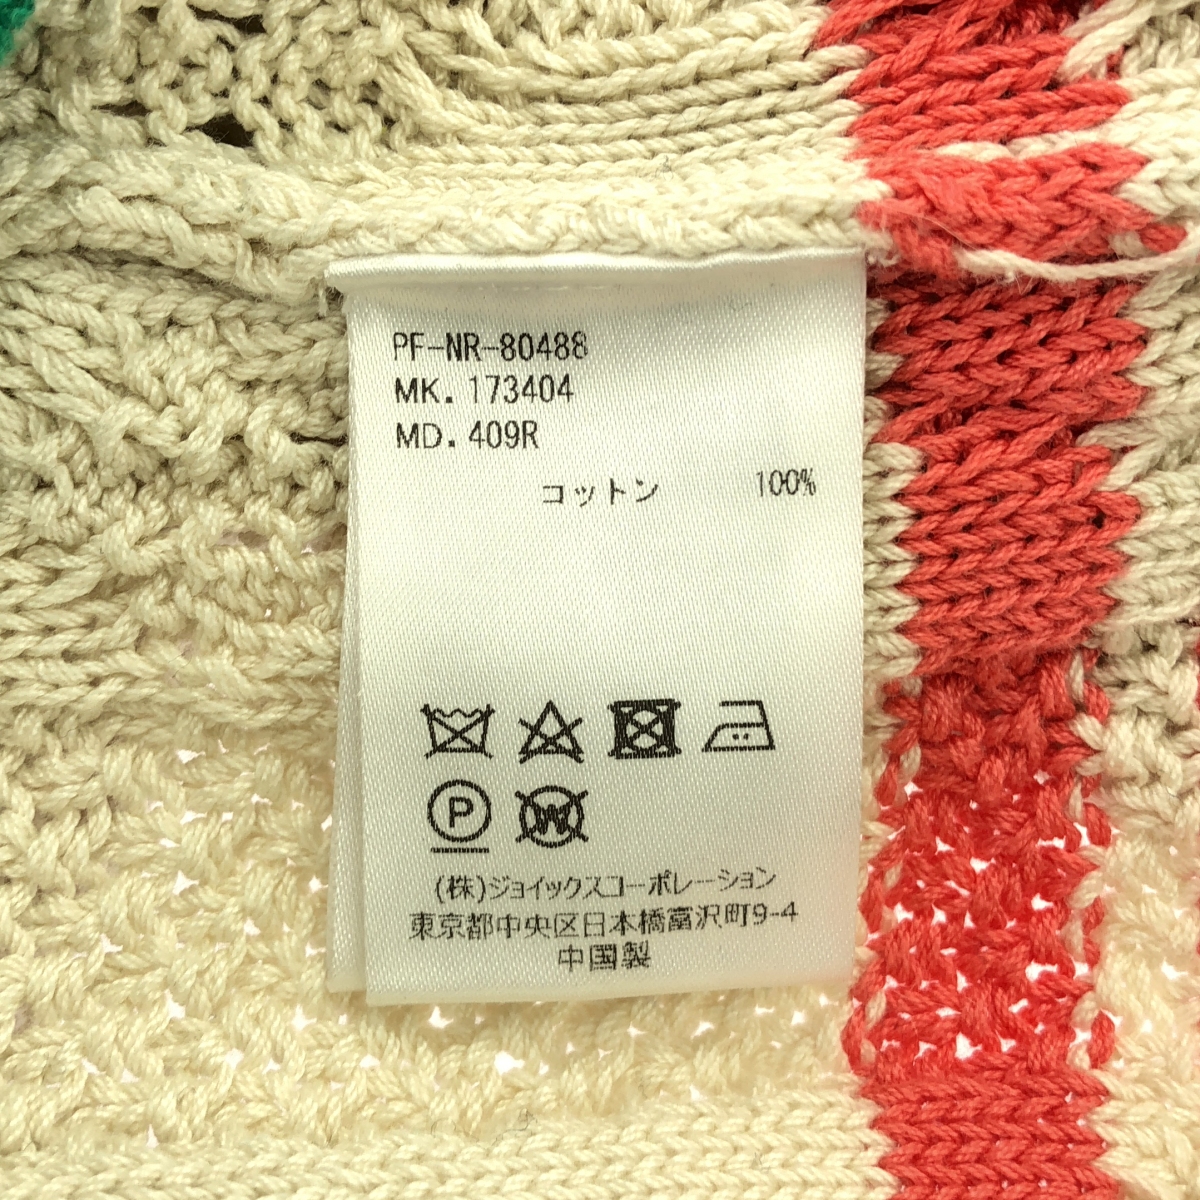 PF-NR-80488
MK. 173404
MD. 409R
コットン 100%
P
W
(株)ジョイックスコーポレーション
東京都中央区日本橋富沢町9-4
中国製